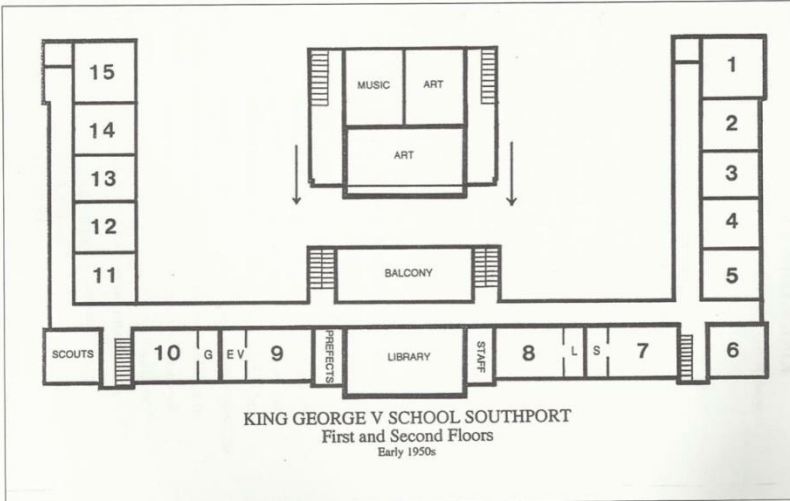 15
MUSIC
ART
1
14
2
13
ART
3
12
4
11
BALCONY
5
SCOUTS
10
G
E V
9
PREFECTS
LIBRARY
STAFF
8
L
S
7
6
KING GEORGE V SCHOOL SOUTHPORT
First and Second Floors
Early 1950s